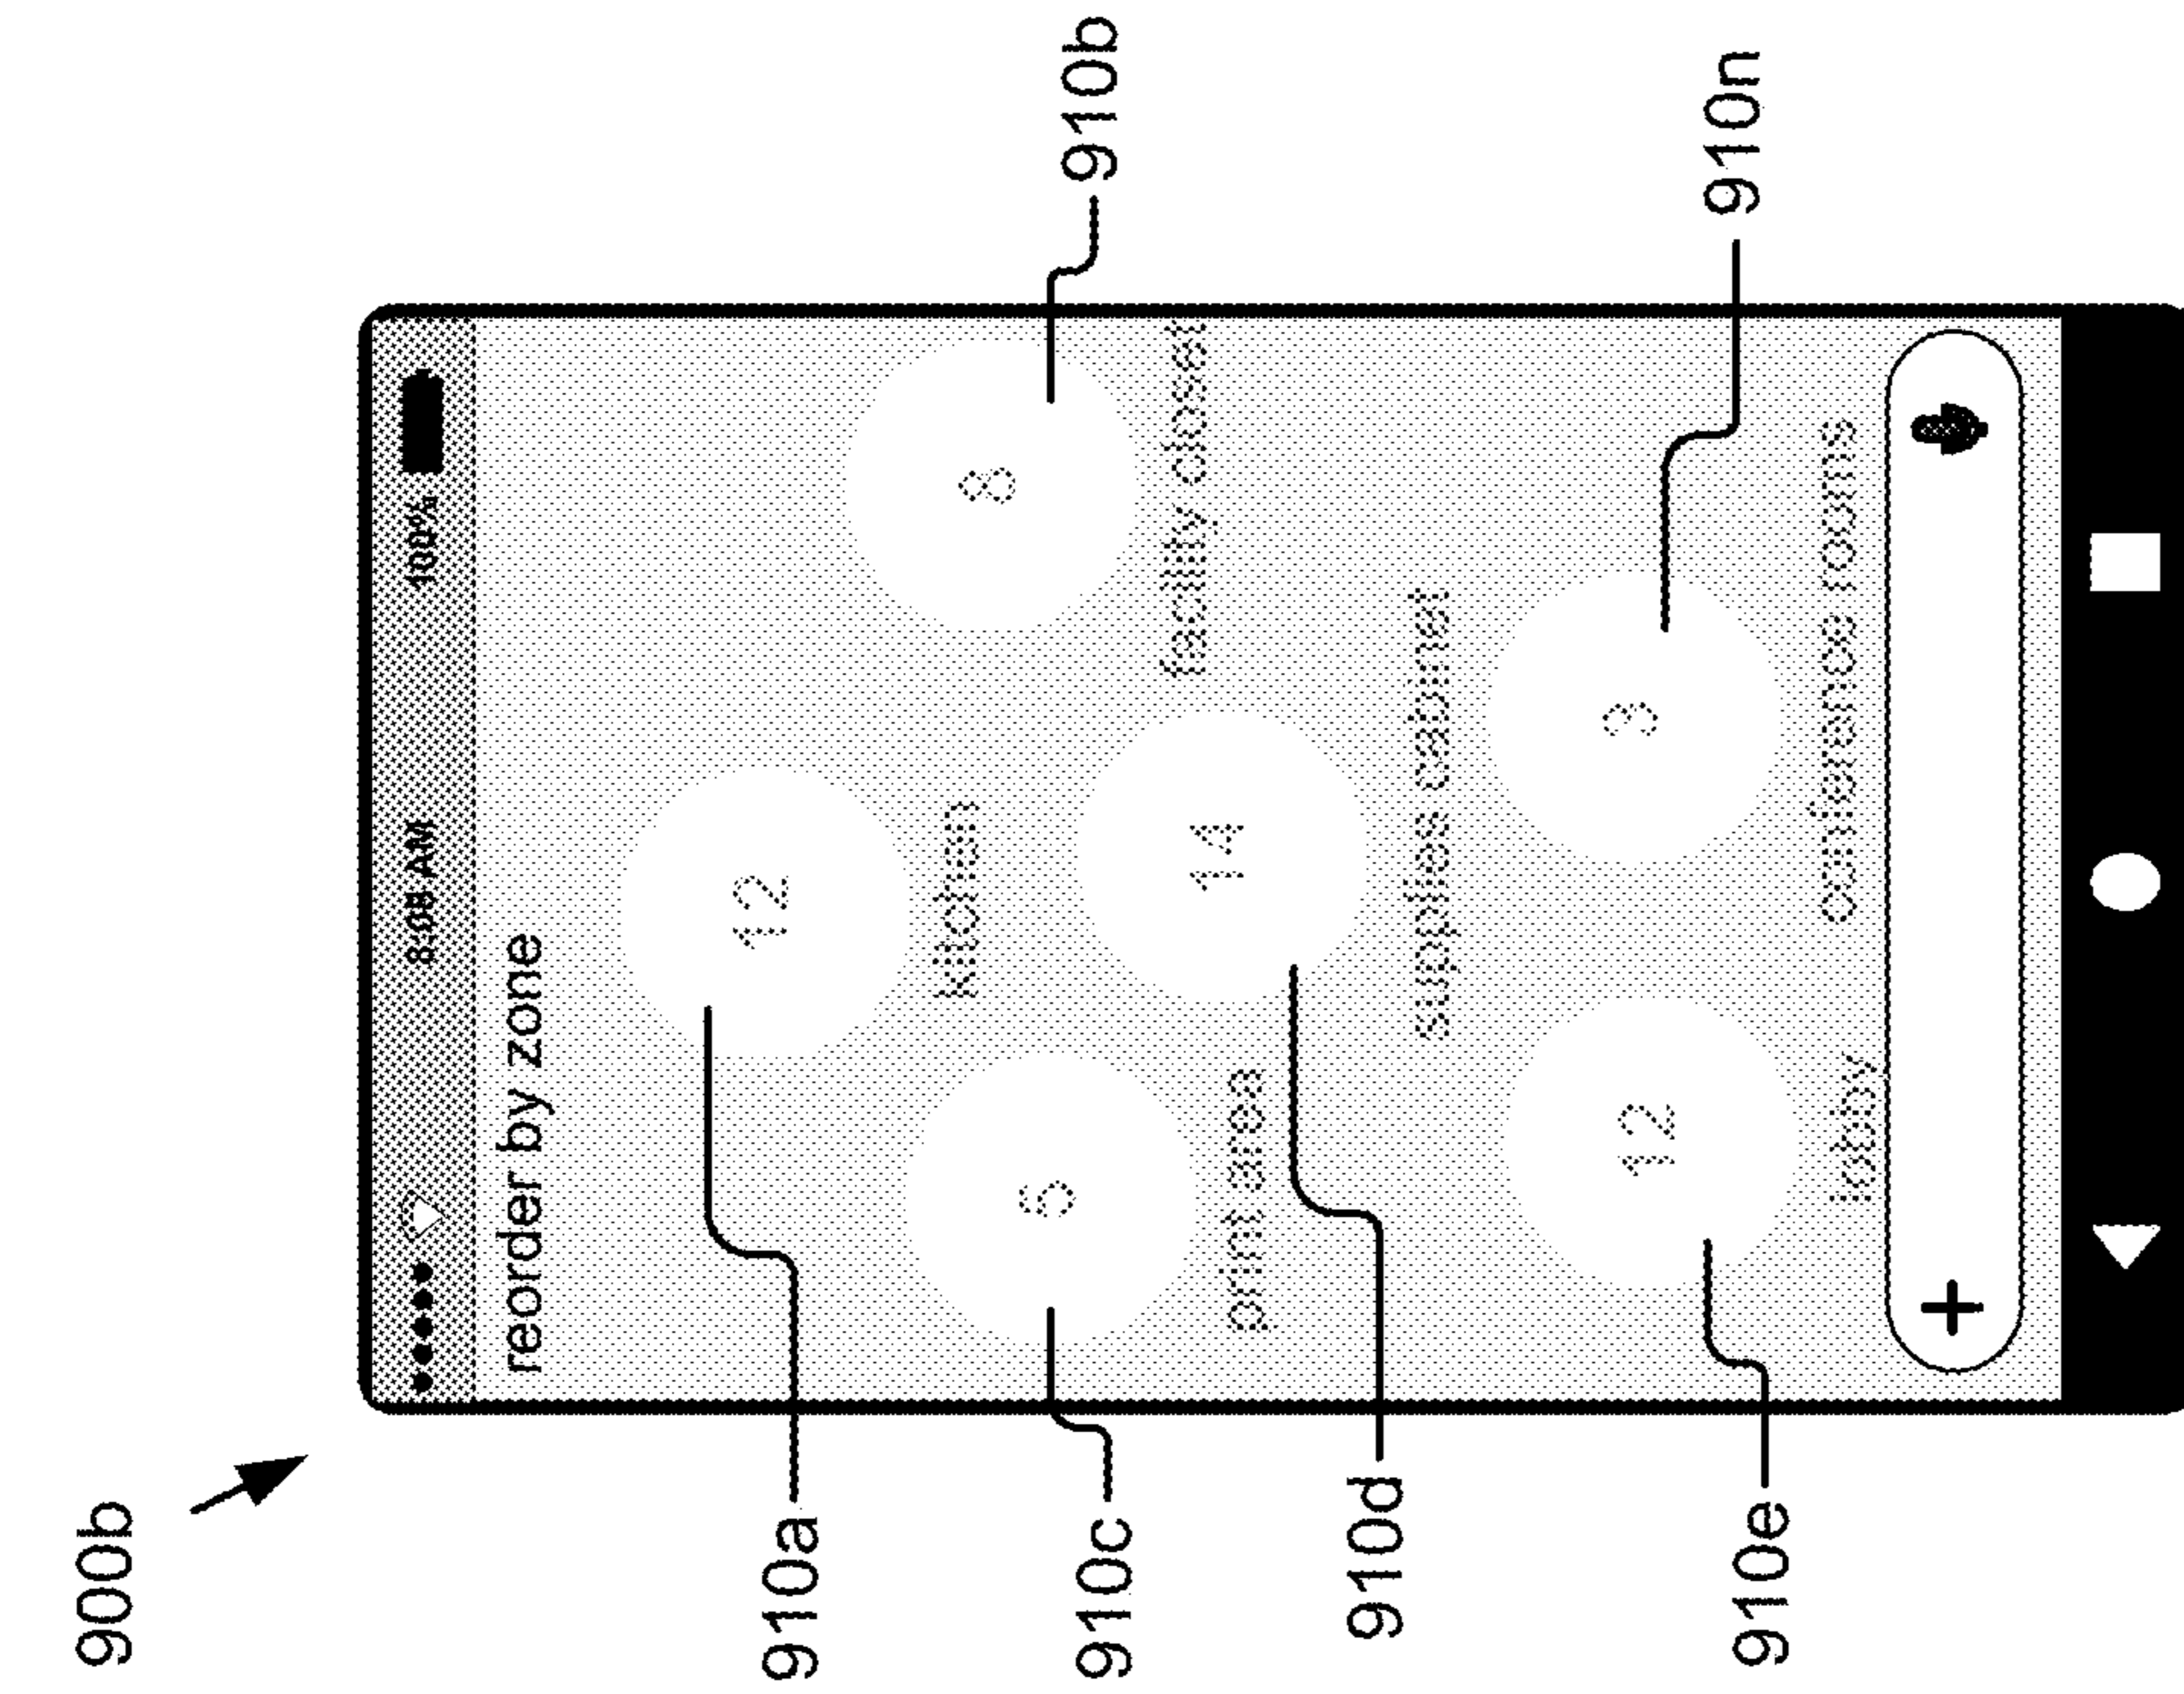 900b
8:08 AM 100%
reorder by zone
910a
12
kitchen
8
910b
facility closet
910c
5
print area
14
910d
supplies cabinet
910e
12
lobby
3
910n
conference rooms
+